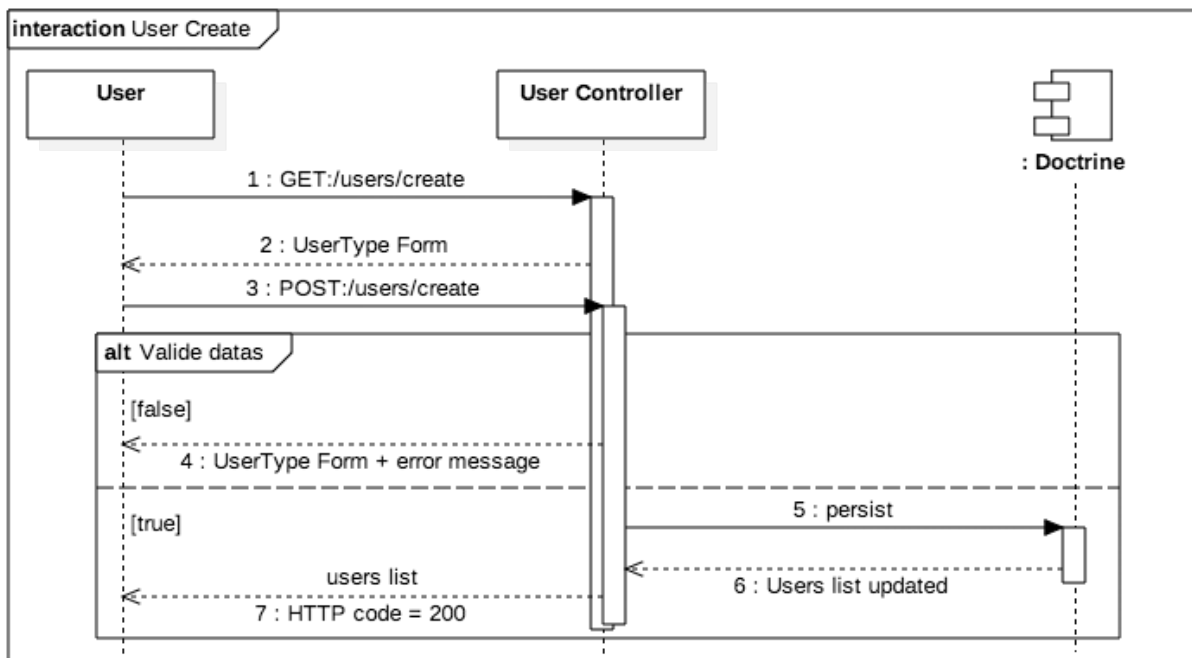 interaction User Create
User
User Controller
: Doctrine
1 : GET:/users/create
2 : UserType Form
3 : POST:/users/create
alt Valide datas
[false]
4 : UserType Form + error message
5 : persist
[true]
users list
6 : Users list updated
7 : HTTP code = 200